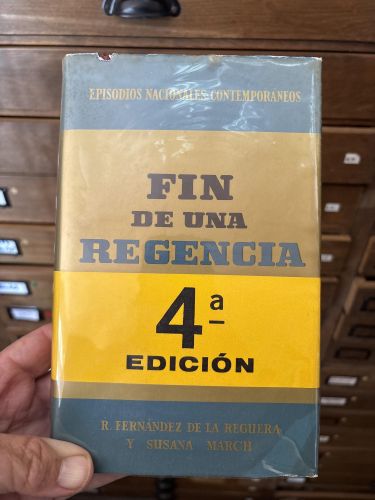 EPISODIOS NACIONALES CONTEMPORANEOS
FIN
DE UNA
REGENCIA
4ª
EDICIÓN
R. FERNÁNDEZ DE LA REGUERA
Y SUSANA MARCH